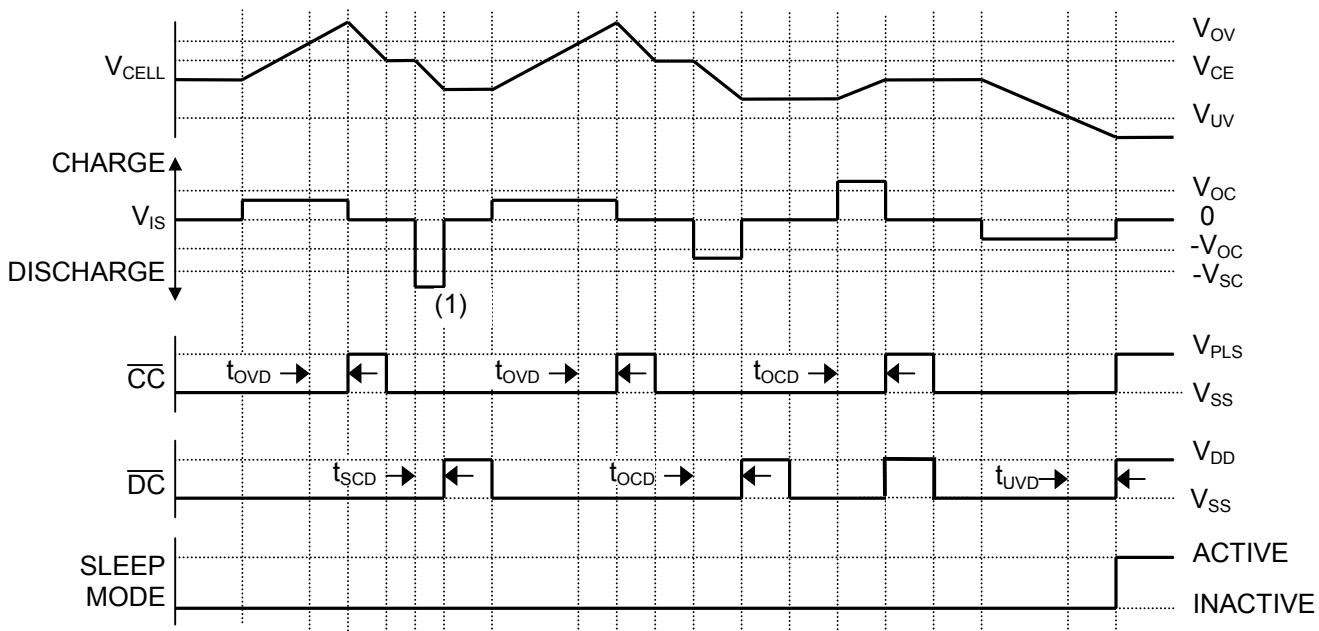 V_CELL
V_OV
V_CE
V_UV
CHARGE
V_IS
DISCHARGE
V_OC
0
-V_OC
-V_SC
(1)
CC
t_OVD
t_OVD
t_OCD
V_PLS
V_SS
DC
t_SCD
t_OCD
t_UVD
V_DD
V_SS
SLEEP
MODE
ACTIVE
INACTIVE